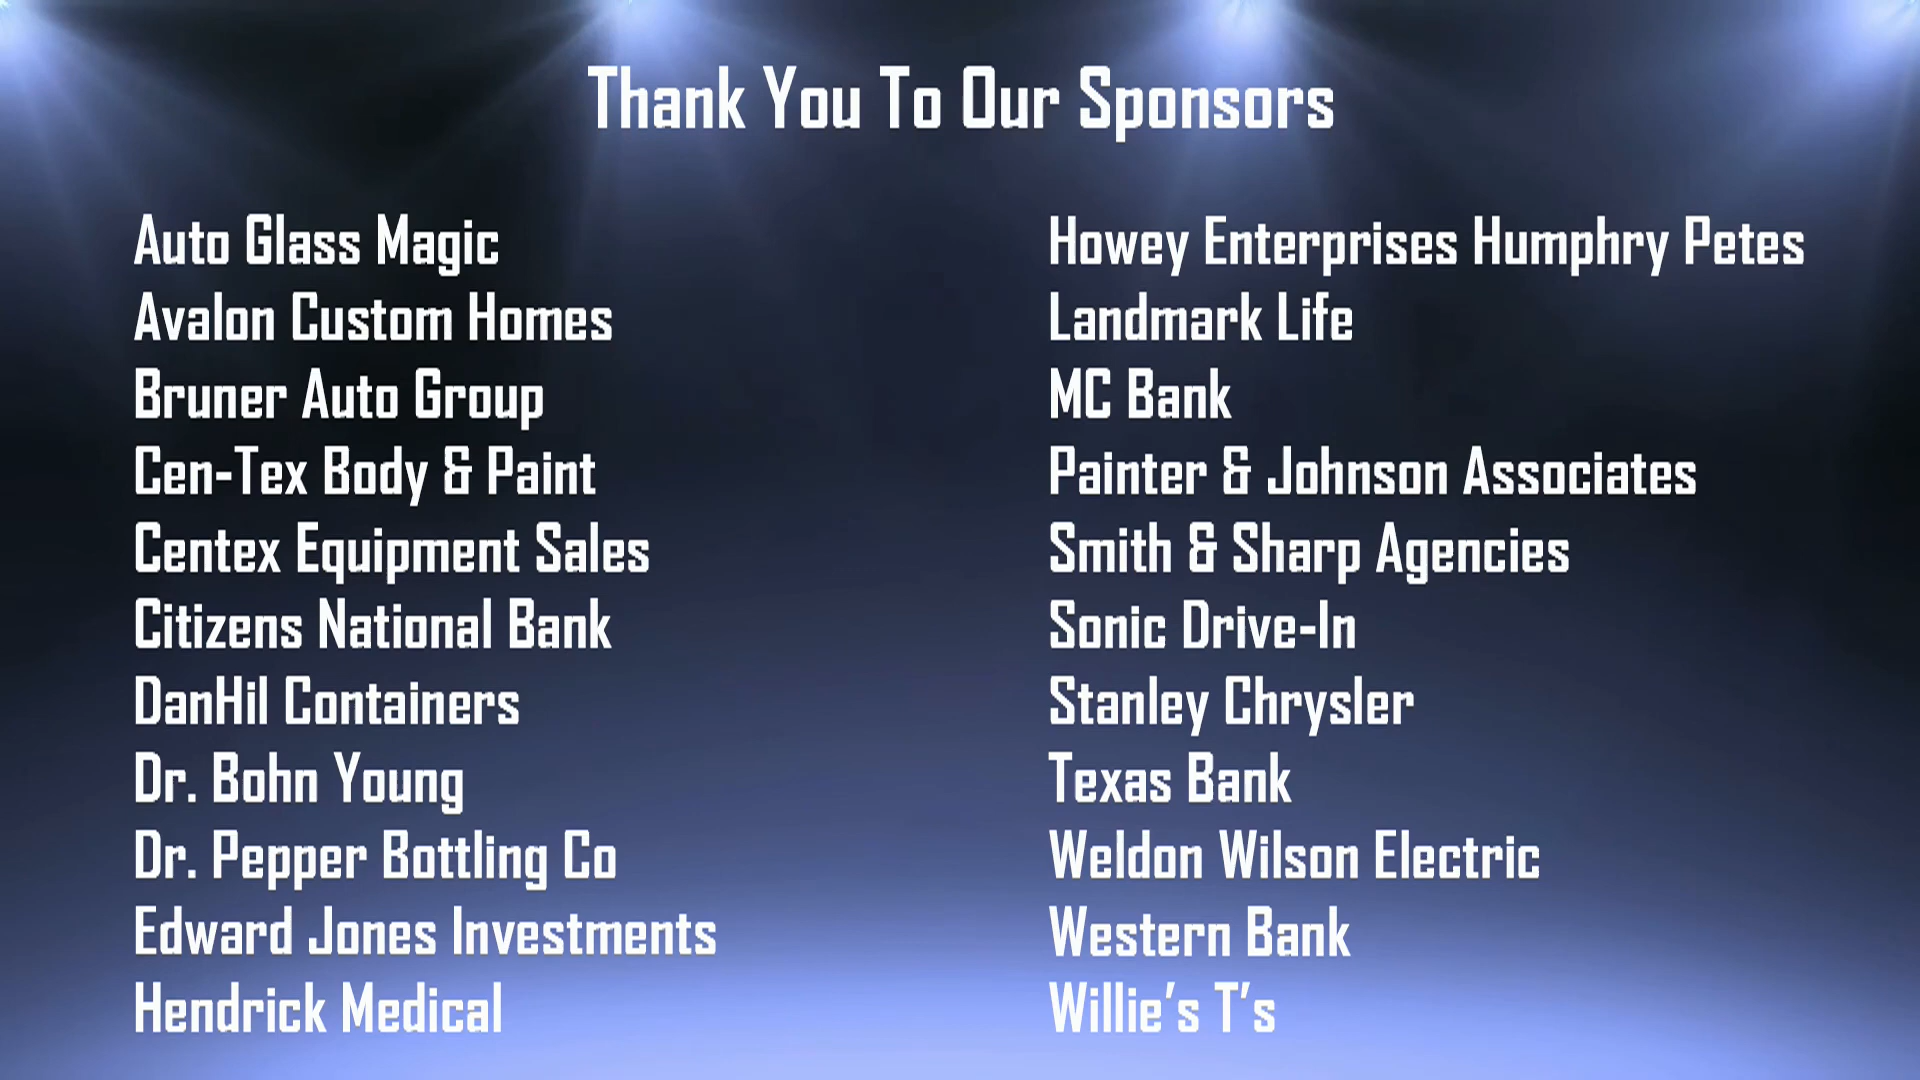 Thank You To Our Sponsors
Auto Glass Magic
Avalon Custom Homes
Bruner Auto Group
Cen-Tex Body & Paint
Centex Equipment Sales
Citizens National Bank
DanHil Containers
Dr. Bohn Young
Dr. Pepper Bottling Co
Edward Jones Investments
Hendrick Medical
Howey Enterprises Humphry Petes
Landmark Life
MC Bank
Painter & Johnson Associates
Smith & Sharp Agencies
Sonic Drive-In
Stanley Chrysler
Texas Bank
Weldon Wilson Electric
Western Bank
Willie's T's